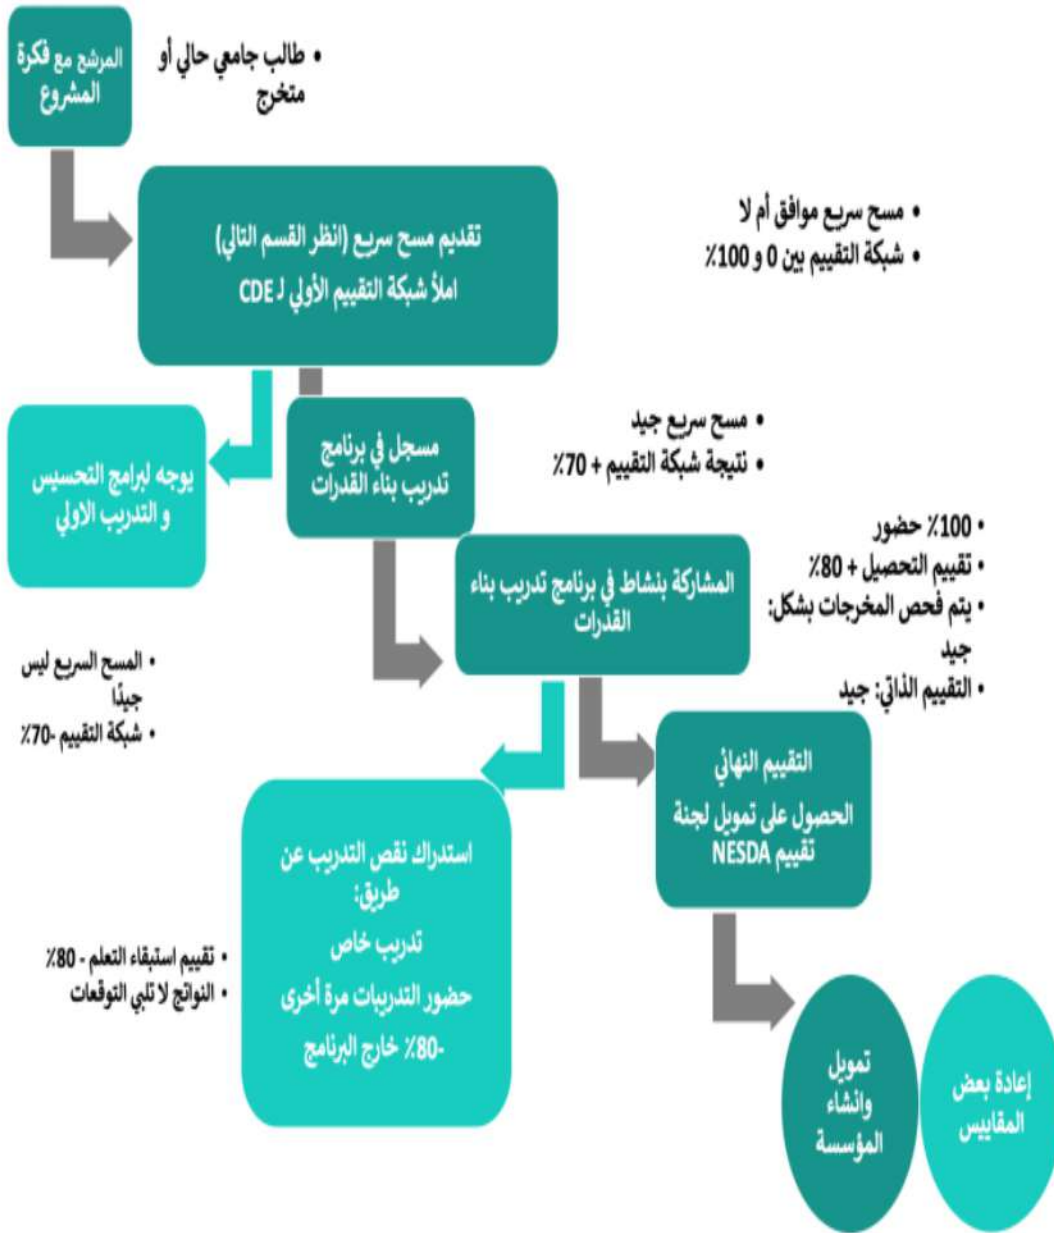 المرشح مع فكرة
المشروع
• طالب جامعي حالي أو
متخرج
تقديم مسح سريع (انظر القسم التالي)
املأ شبكة التقييم الأولي لـ CDE
• مسح سريع موافق أم لا
• شبكة التقييم بين 0 و 100٪
يوجه لبرامج التحسيس
و التدريب الاولي
مسجل في برنامج
تدريب بناء القدرات
• مسح سريع جيد
• نتيجة شبكة التقييم + 70٪
المشاركة بنشاط في برنامج تدريب بناء
القدرات
• 100٪ حضور
• تقييم التحصيل + 80٪
• يتم فحص المخرجات بشكل:
جيد
• التقييم الذاتي: جيد
• المسح السريع ليس
جيدًا
• شبكة التقييم -70٪
التقييم النهائي
الحصول على تمويل لجنة
تقييم NESDA
استدراك نقص التدريب عن
طريق:
تدريب خاص
حضور التدريبات مرة أخرى
-80٪ خارج البرنامج
• تقييم استبقاء التعلم - 80٪
• النواتج لا تلبي التوقعات
تمويل
وانشاء
المؤسسة
إعادة بعض
المقاييس